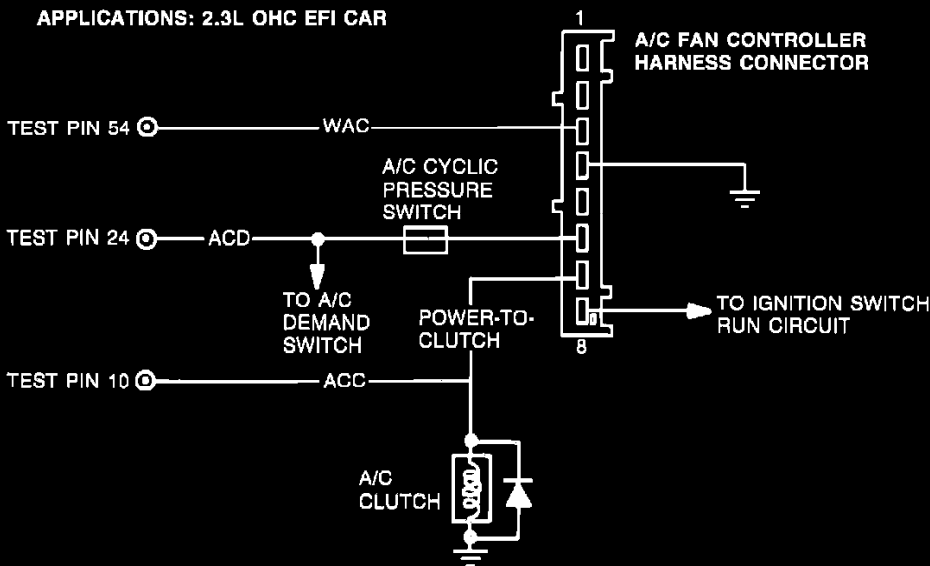 APPLICATIONS: 2.3L OHC EFI CAR
1
A/C FAN CONTROLLER
HARNESS CONNECTOR
TEST PIN 54
WAC
A/C CYCLIC
PRESSURE
SWITCH
TEST PIN 24
ACD
TO A/C
DEMAND
SWITCH
POWER-TO-
CLUTCH
TO IGNITION SWITCH
RUN CIRCUIT
8
TEST PIN 10
ACC
A/C
CLUTCH